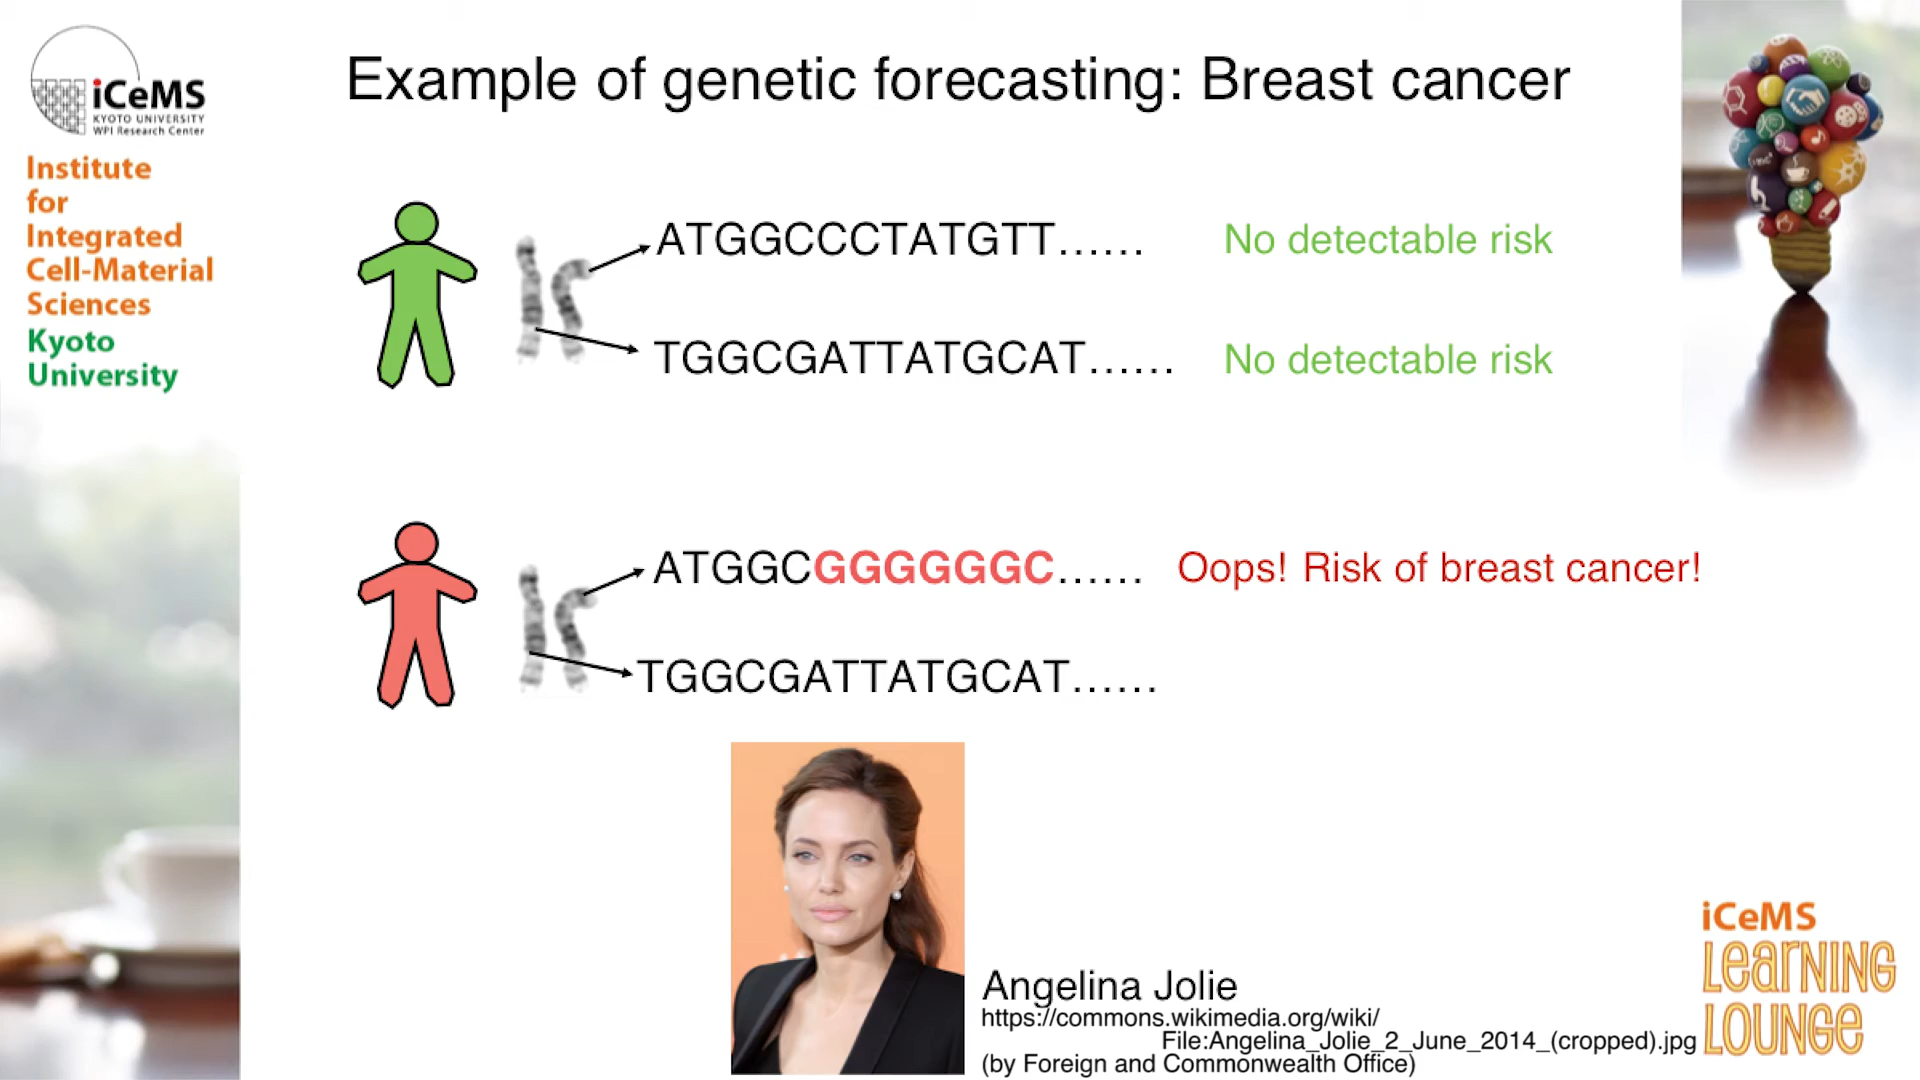 iCeMS
KYOTO UNIVERSITY
WPI Research Center
Institute
for
Integrated
Cell-Material
Sciences
Kyoto
University
Example of genetic forecasting: Breast cancer
ATGGCCCTATGTT...... No detectable risk
TGGCGATTATGCAT...... No detectable risk
ATGGCGGGGGGC...... Oops! Risk of breast cancer!
TGGCGATTATGCAT......
Angelina Jolie
https://commons.wikimedia.org/wiki/
File:Angelina_Jolie_2_June_2014_(cropped).jpg
(by Foreign and Commonwealth Office)
iCeMS
Learning
Lounge